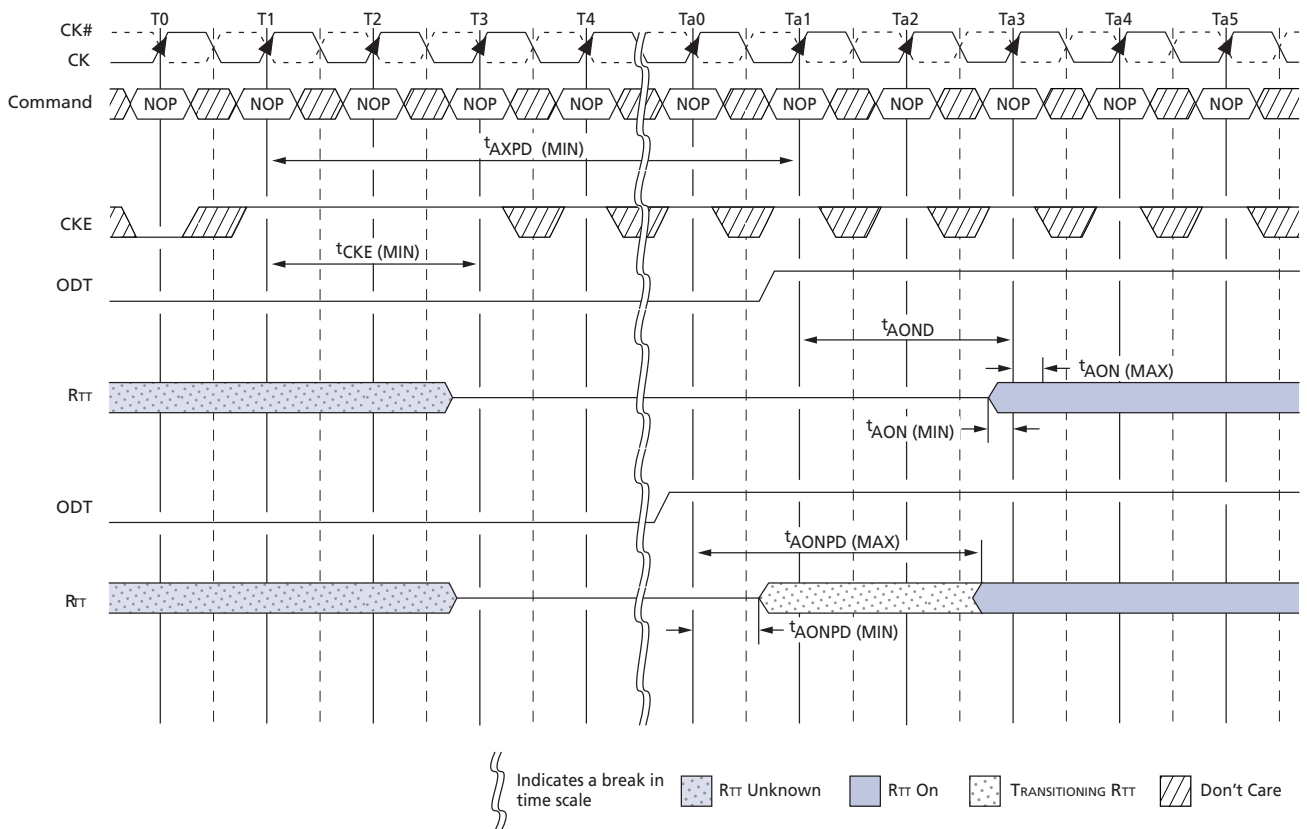 T0 T1 T2 T3 T4 Ta0 Ta1 Ta2 Ta3 Ta4 Ta5
CK#
CK
Command NOP NOP NOP NOP NOP NOP NOP NOP NOP NOP NOP
tAXPD (MIN)
CKE
tCKE (MIN)
ODT
tAOND
tAON (MAX)
RTT
tAON (MIN)
ODT
tAONPD (MAX)
RTT
tAONPD (MIN)
Indicates a break in
time scale
RTT Unknown
RTT On
TRANSITIONING RTT
Don't Care